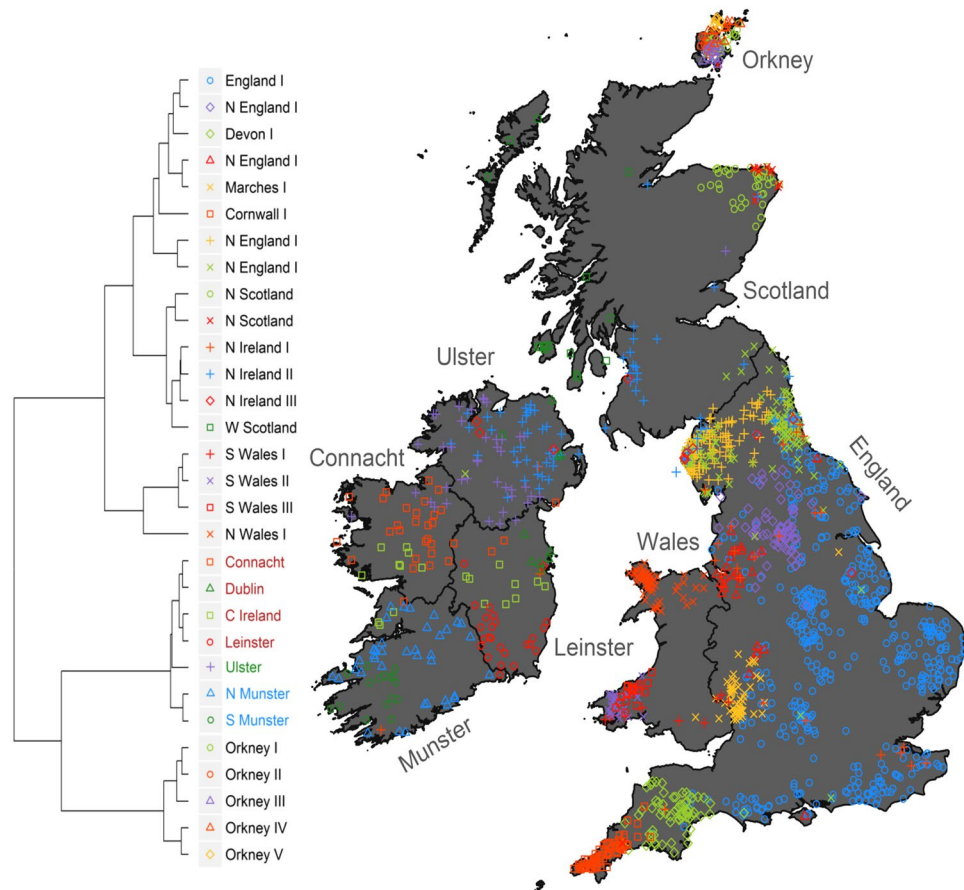 England I
N England I
Devon I
N England I
Marches I
Cornwall I
N England I
N England I
N Scotland
N Scotland
N Ireland I
N Ireland II
N Ireland III
W Scotland
S Wales I
S Wales II
S Wales III
N Wales I
Connacht
Dublin
C Ireland
Leinster
Ulster
N Munster
S Munster
Orkney I
Orkney II
Orkney III
Orkney IV
Orkney V
Orkney
Scotland
Ulster
Connacht
England
Wales
Leinster
Munster